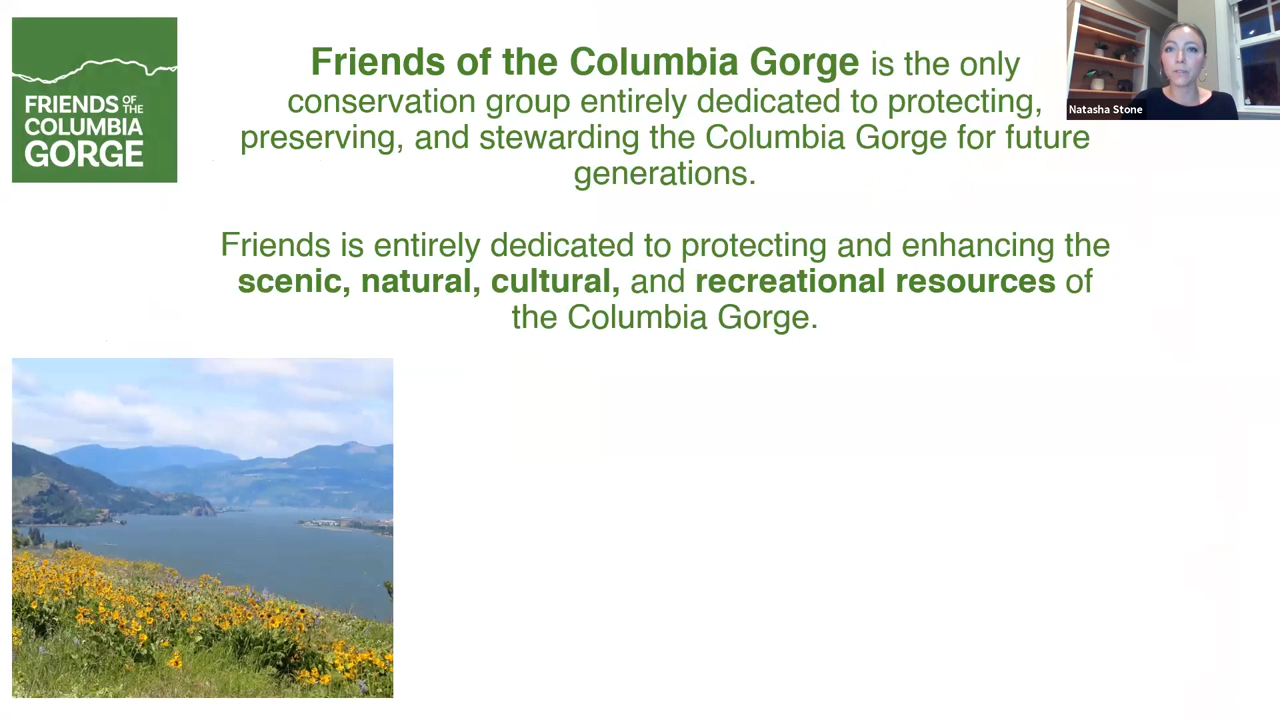 FRIENDS OF THE
COLUMBIA
GORGE
Friends of the Columbia Gorge is the only
conservation group entirely dedicated to protecting,
preserving, and stewarding the Columbia Gorge for future
generations.
Friends is entirely dedicated to protecting and enhancing the
scenic, natural, cultural, and recreational resources of
the Columbia Gorge.
Natasha Stone